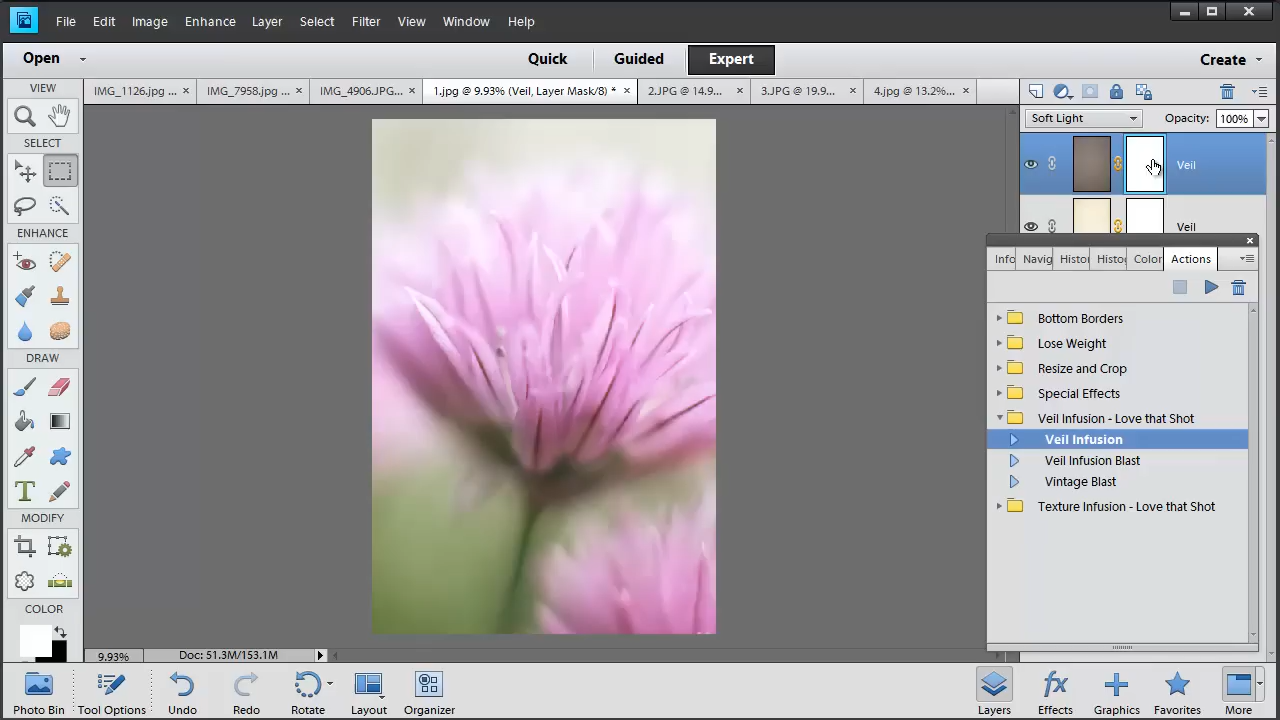 File Edit Image Enhance Layer Select Filter View Window Help
Open Quick Guided Expert Create
VIEW
IMG_1126.jpg ... × IMG_7958.jpg ... × IMG_4906.JPG... × 1.jpg @ 9.93% (Veil, Layer Mask/8) * × 2.JPG @ 14.9... × 3.JPG @ 19.9... × 4.jpg @ 13.2%... ×
Soft Light Opacity: 100%
SELECT
Veil
Veil
ENHANCE
Info Navig Histor Histog Color Actions
Bottom Borders
Lose Weight
Resize and Crop
Special Effects
Veil Infusion - Love that Shot
Veil Infusion
Veil Infusion Blast
Vintage Blast
Texture Infusion - Love that Shot
DRAW
T
MODIFY
COLOR
9.93% Doc: 51.3M/153.1M
Photo Bin Tool Options Undo Redo Rotate Layout Organizer Layers fx Effects Graphics Favorites More